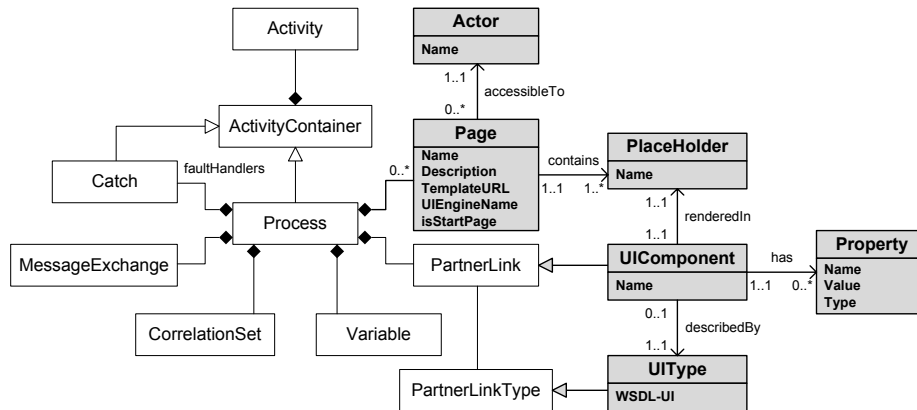 Activity
Actor
Name
1..1
accessibleTo
0..*
ActivityContainer
Page
Name
Description
TemplateURL
UIEngineName
isStartPage
contains
1..1
1..*
PlaceHolder
Name
Catch
faultHandlers
0..*
Process
1..1
renderedIn
1..1
MessageExchange
PartnerLink
UIComponent
Name
has
1..1
0..*
Property
Name
Value
Type
CorrelationSet
Variable
0..1
describedBy
1..1
PartnerLinkType
UIType
WSDL-UI